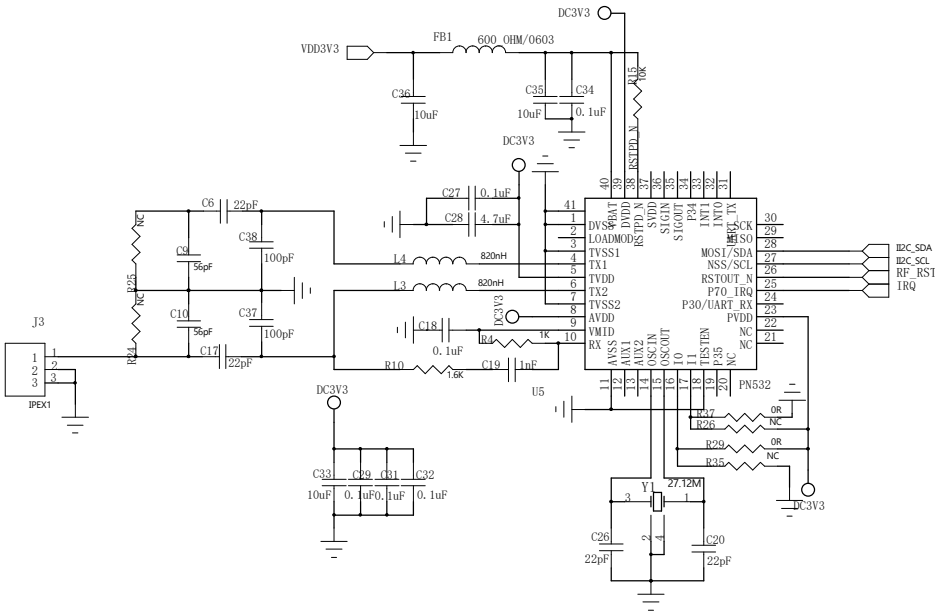 DC3V3
FB1
600 OHM/0603
VDD3V3
C36
10uF
C35
10uF
C34
0.1uF
R15
10K
RSTPD_N
DC3V3
C27
0.1uF
C28
4.7uF
C6
22pF
NC
C9
56pF
C38
100pF
R25
NC
C10
56pF
C37
100pF
R24
C17
22pF
L4
820nH
L3
820nH
DC3V3
C18
0.1uF
R4
1K
R10
1.6K
C19
1nF
J3
1
2
3
1
2
3
IPEX1
40
39
38
37
36
35
34
33
32
31
VBAT
DVDD
RSTPD_N
SVDD
SIGIN
SIGOUT
P34
INT1
INT0
41
1
DVSS
2
LOADMOD
3
TVSS1
4
TX1
5
TVDD
6
TX2
7
TVSS2
8
AVDD
9
VMID
10
RX
30
SCK
29
MISO
28
MOSI/SDA
27
NSS/SCL
26
RSTOUT_N
25
P70_IRQ
24
P30/UART_RX
23
PVDD
22
NC
21
NC
II2C_SDA
II2C_SCL
RF_RST
IRQ
AVSS
AUX1
AUX2
OSCIN
OSCOUT
I0
I1
TESTEN
P35
NC
11
12
13
14
15
16
17
18
19
20
U5
PN532
R37
0R
R26
NC
R29
0R
R35
NC
DC3V3
DC3V3
C33
10uF
C29
0.1uF
C31
0.1uF
C32
0.1uF
Y1
27.12M
3
1
2
4
C26
22pF
C20
22pF